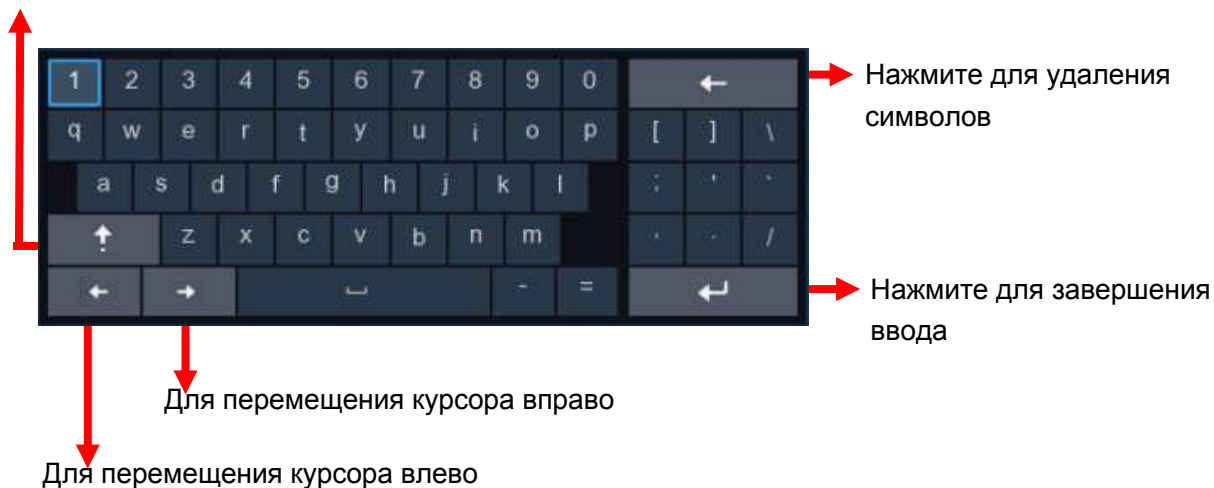 1 2 3 4 5 6 7 8 9 0
Нажмите для удаления
символов
q w e r t y u i o p [ ] \
a s d f g h j k l ; ' `
z x c v b n m /
- =
Нажмите для завершения
ввода
Для перемещения курсора вправо
Для перемещения курсора влево